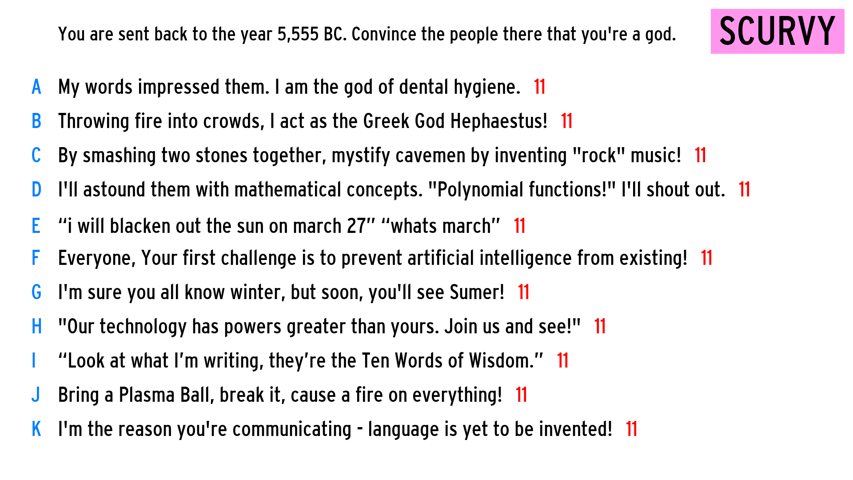 You are sent back to the year 5,555 BC. Convince the people there that you're a god.
SCURVY
A My words impressed them. I am the god of dental hygiene. 11
B Throwing fire into crowds, I act as the Greek God Hephaestus! 11
C By smashing two stones together, mystify cavemen by inventing "rock" music! 11
D I'll astound them with mathematical concepts. "Polynomial functions!" I'll shout out. 11
E “i will blacken out the sun on march 27” “whats march” 11
F Everyone, Your first challenge is to prevent artificial intelligence from existing! 11
G I'm sure you all know winter, but soon, you'll see Sumer! 11
H "Our technology has powers greater than yours. Join us and see!" 11
I “Look at what I’m writing, they’re the Ten Words of Wisdom.” 11
J Bring a Plasma Ball, break it, cause a fire on everything! 11
K I'm the reason you're communicating - language is yet to be invented! 11